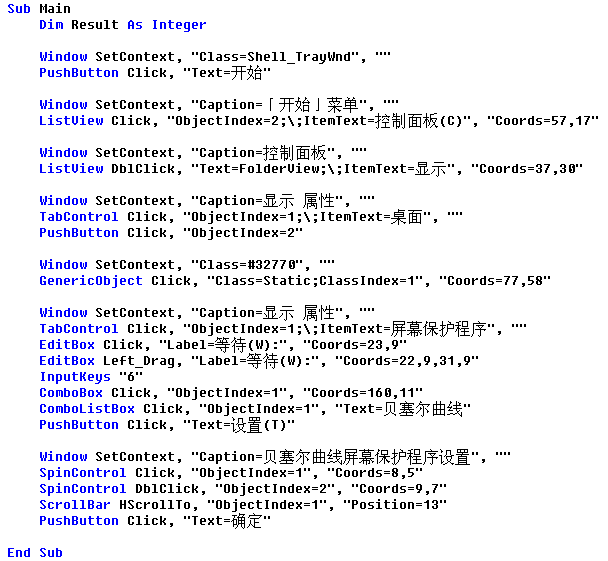 Sub Main
Dim Result As Integer
Window SetContext, "Class=Shell_TrayWnd", ""
PushButton Click, "Text=开始"
Window SetContext, "Caption=「开始」菜单", ""
ListView Click, "ObjectIndex=2;\;ItemText=控制面板(C)", "Coords=57,17"
Window SetContext, "Caption=控制面板", ""
ListView DblClick, "Text=FolderView;\;ItemText=显示", "Coords=37,30"
Window SetContext, "Caption=显示 属性", ""
TabControl Click, "ObjectIndex=1;\;ItemText=桌面", ""
PushButton Click, "ObjectIndex=2"
Window SetContext, "Class=#32770", ""
GenericObject Click, "Class=Static;ClassIndex=1", "Coords=77,58"
Window SetContext, "Caption=显示 属性", ""
TabControl Click, "ObjectIndex=1;\;ItemText=屏幕保护程序", ""
EditBox Click, "Label=等待(W):", "Coords=23,9"
EditBox Left_Drag, "Label=等待(W):", "Coords=22,9,31,9"
InputKeys "6"
ComboBox Click, "ObjectIndex=1", "Coords=160,11"
ComboListBox Click, "ObjectIndex=1", "Text=贝塞尔曲线"
PushButton Click, "Text=设置(T)"
Window SetContext, "Caption=贝塞尔曲线屏幕保护程序设置", ""
SpinControl Click, "ObjectIndex=1", "Coords=8,5"
SpinControl DblClick, "ObjectIndex=2", "Coords=9,7"
ScrollBar HScrollTo, "ObjectIndex=1", "Position=13"
PushButton Click, "Text=确定"
End Sub